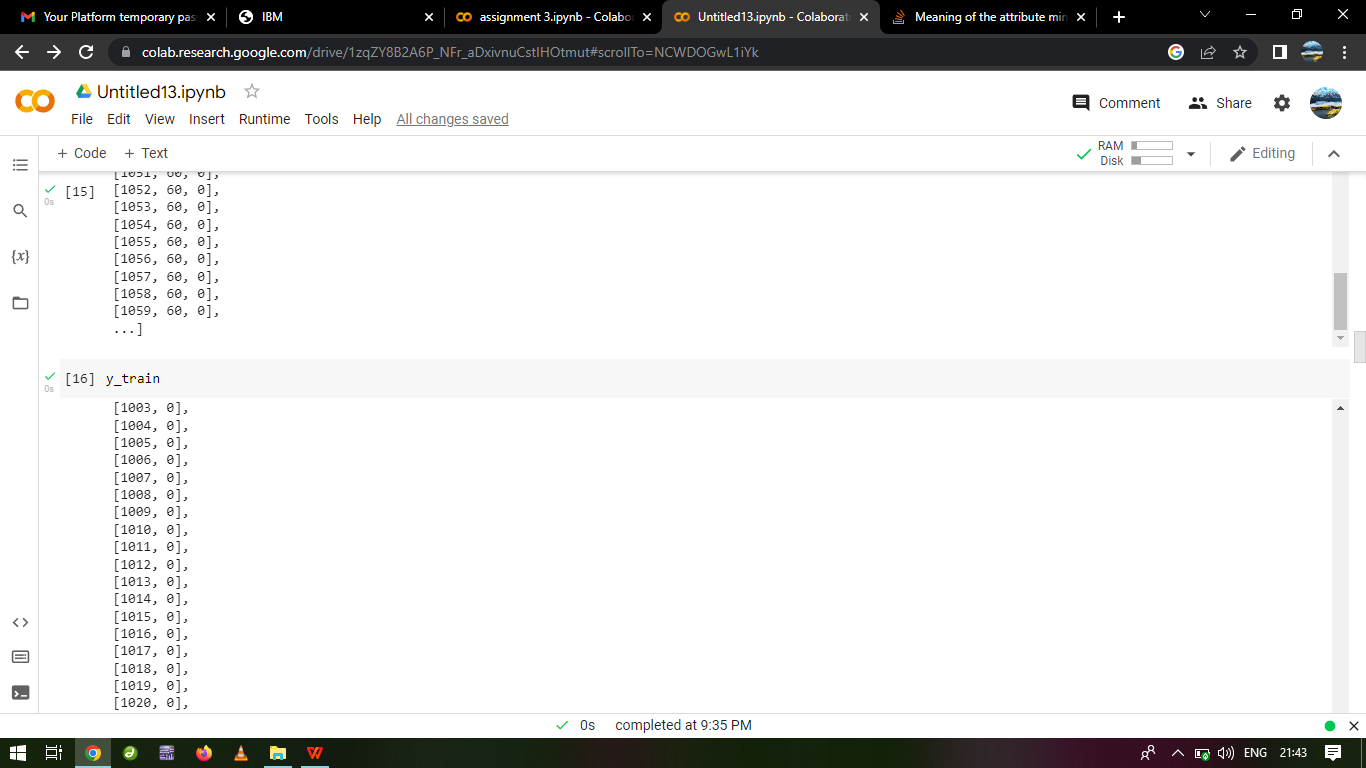 Your Platform temporary pas
IBM
assignment 3.ipynb - Colabo
Untitled13.ipynb - Colaborat
Meaning of the attribute min
colab.research.google.com/drive/1zqZY8B2A6P_NFr_aDxivnuCstIHOtmut#scrollTo=NCWDOGwL1iYk
Untitled13.ipynb
File Edit View Insert Runtime Tools Help All changes saved
Comment Share
+ Code + Text
RAM
Disk
Editing
[15]
0s
[1051, 60, 0],
[1052, 60, 0],
[1053, 60, 0],
[1054, 60, 0],
[1055, 60, 0],
[1056, 60, 0],
[1057, 60, 0],
[1058, 60, 0],
[1059, 60, 0],
...]
[16] y_train
0s
[1003, 0],
[1004, 0],
[1005, 0],
[1006, 0],
[1007, 0],
[1008, 0],
[1009, 0],
[1010, 0],
[1011, 0],
[1012, 0],
[1013, 0],
[1014, 0],
[1015, 0],
[1016, 0],
[1017, 0],
[1018, 0],
[1019, 0],
[1020, 0],
0s completed at 9:35 PM
ENG 21:43